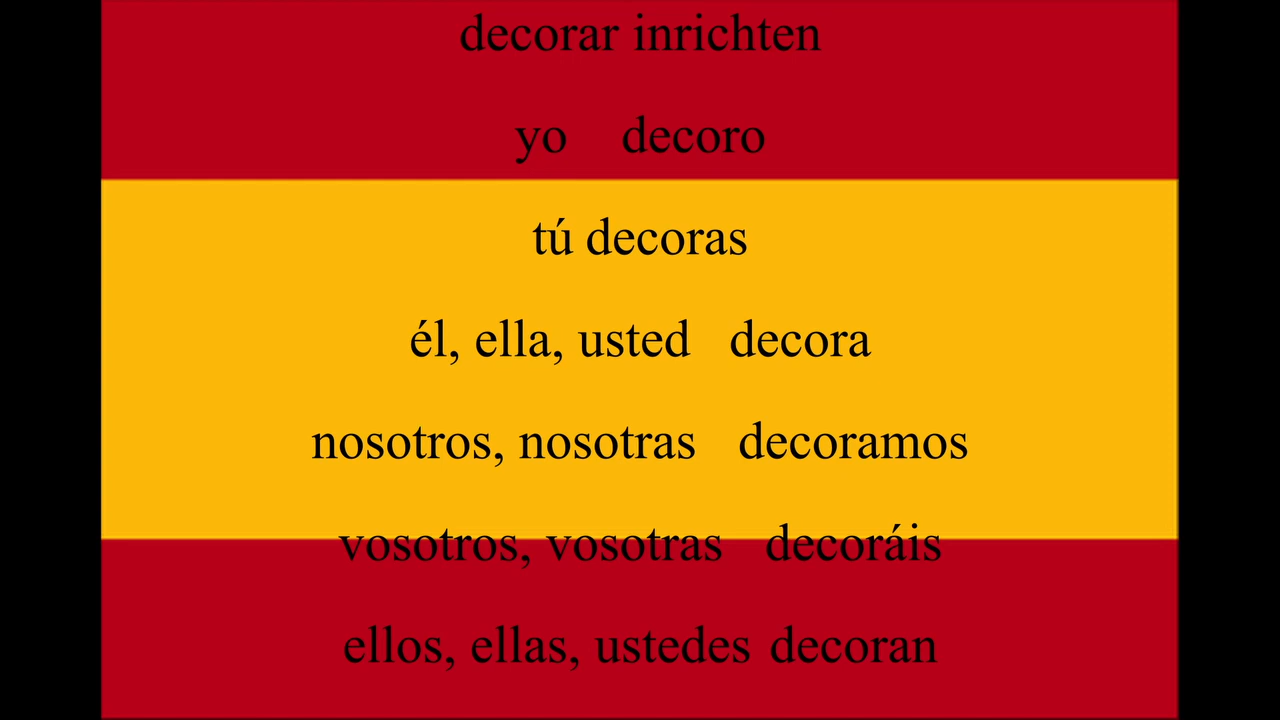 decorar inrichten
yo decoro
tú decoras
él, ella, usted decora
nosotros, nosotras decoramos
vosotros, vosotras decoráis
ellos, ellas, ustedes decoran